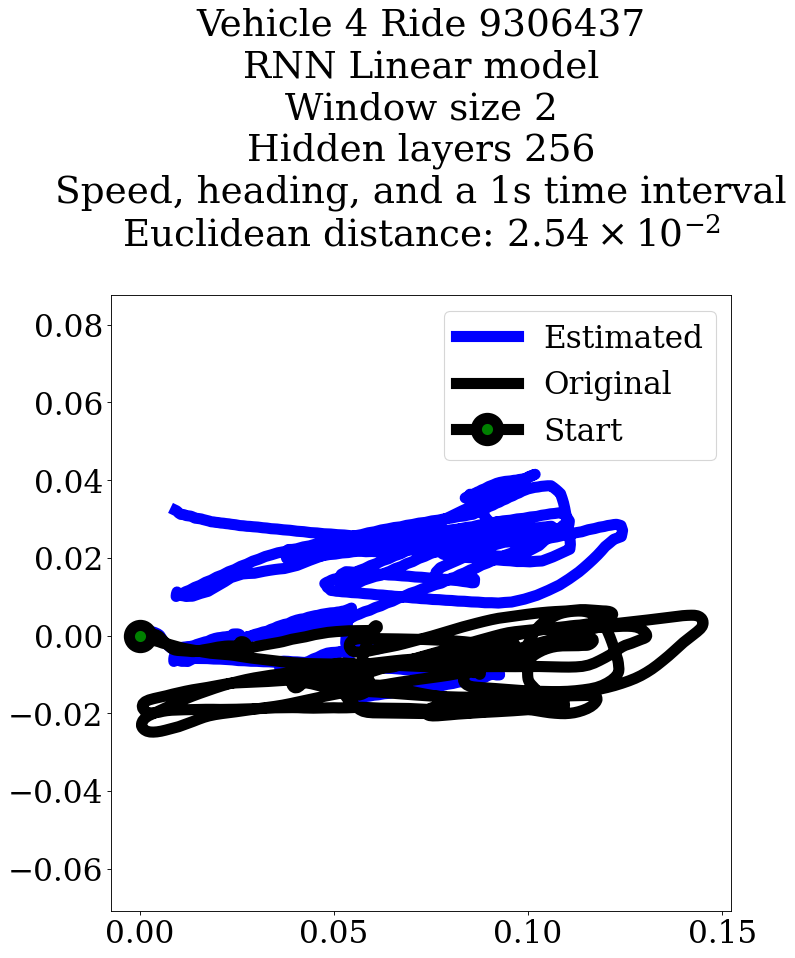 Vehicle 4 Ride 9306437
RNN Linear model
Window size 2
Hidden layers 256
Speed, heading, and a 1s time interval
Euclidean distance: 2.54 × 10⁻²
Estimated
Original
Start
0.08
0.06
0.04
0.02
0.00
−0.02
−0.04
−0.06
0.00 0.05 0.10 0.15